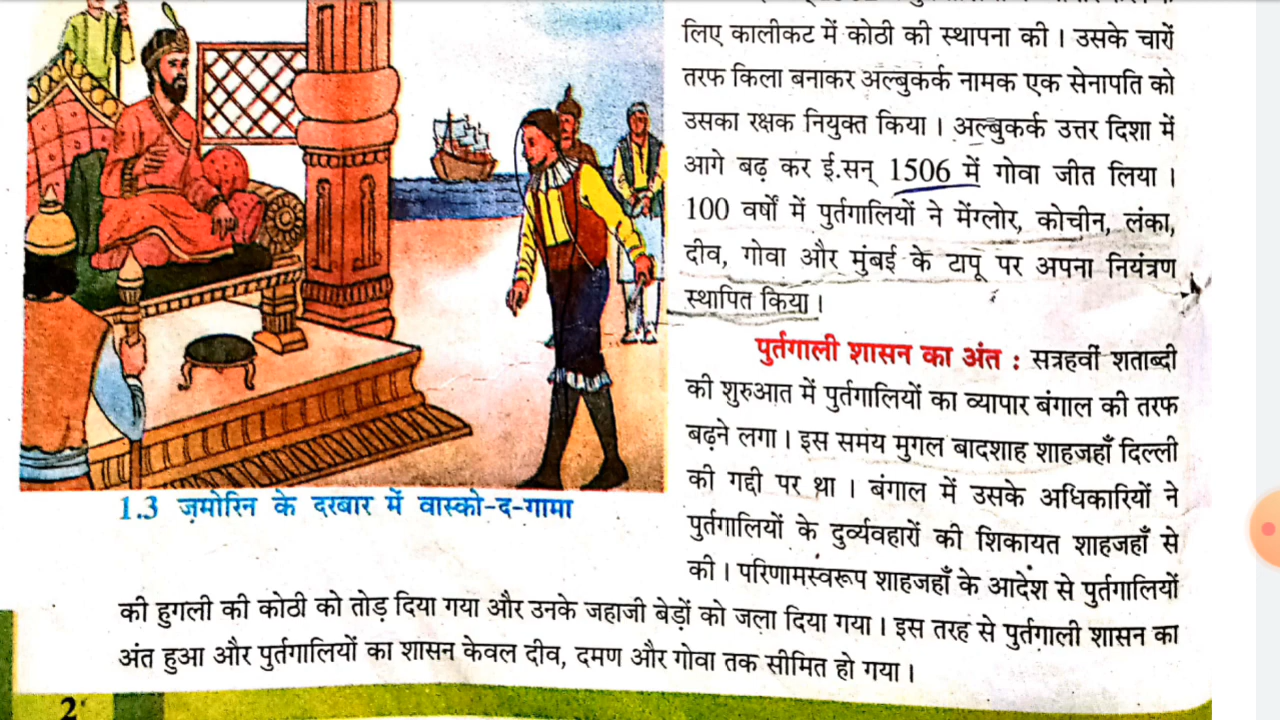 लिए कालीकट में कोठी की स्थापना की । उसके चारों
तरफ किला बनाकर अल्बुकर्क नामक एक सेनापति को
उसका रक्षक नियुक्त किया । अल्बुकर्क उत्तर दिशा में
आगे बढ़ कर ई.सन् 1506 में गोवा जीत लिया ।
100 वर्षों में पुर्तगालियों ने मेंग्लोर, कोचीन, लंका,
दीव, गोवा और मुंबई के टापू पर अपना नियंत्रण
स्थापित किया ।
पुर्तगाली शासन का अंत : सत्रहवीं शताब्दी
की शुरुआत में पुर्तगालियों का व्यापार बंगाल की तरफ
बढ़ने लगा । इस समय मुगल बादशाह शाहजहाँ दिल्ली
की गद्दी पर था । बंगाल में उसके अधिकारियों ने
पुर्तगालियों के दुर्व्यवहारों की शिकायत शाहजहाँ से
की । परिणामस्वरूप शाहजहाँ के आदेश से पुर्तगालियों
की हुगली की कोठी को तोड़ दिया गया और उनके जहाजी बेड़ों को जला दिया गया । इस तरह से पुर्तगाली शासन का
अंत हुआ और पुर्तगालियों का शासन केवल दीव, दमण और गोवा तक सीमित हो गया ।
1.3 ज़मोरिन के दरबार में वास्को-द-गामा
2